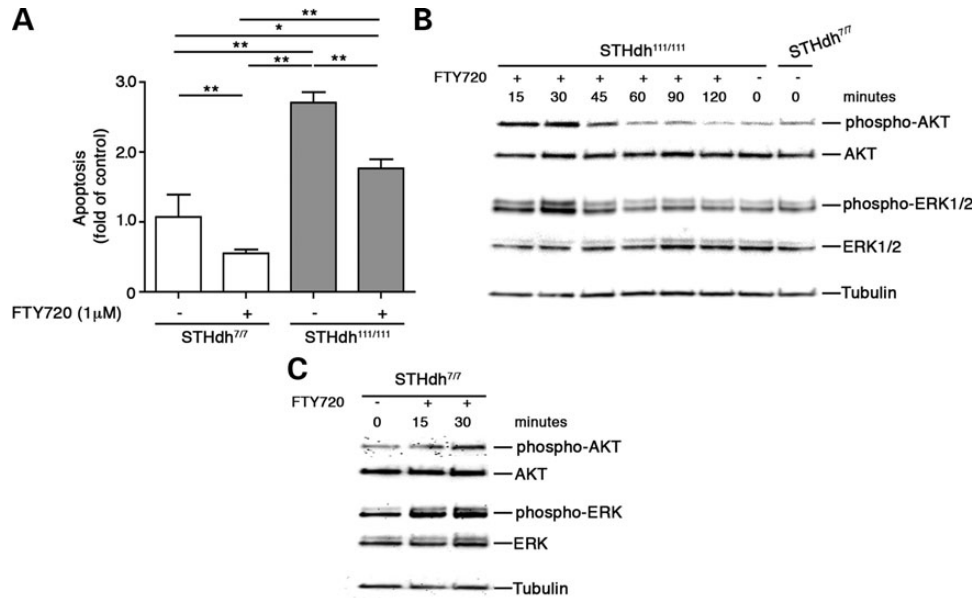 A
**
*
**
**
**
**
3.0
2.0
1.0
0
Apoptosis
(fold of control)
FTY720 (1μM) - + - +
STHdh7/7 STHdh111/111
B
STHdh111/111 STHdh7/7
FTY720 + + + + + + - -
15 30 45 60 90 120 0 0 minutes
phospho-AKT
AKT
phospho-ERK1/2
ERK1/2
Tubulin
C
STHdh7/7
FTY720 - + +
0 15 30 minutes
phospho-AKT
AKT
phospho-ERK
ERK
Tubulin